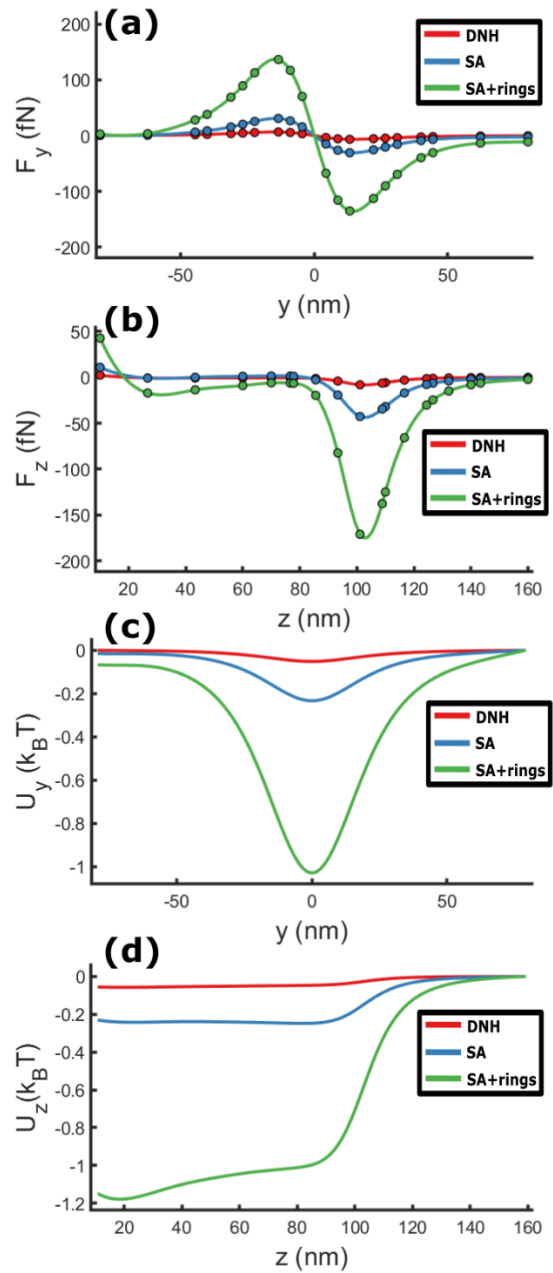 (a)
DNH
SA
SA+rings
F_y (fN)
200
100
0
-100
-200
-50
0
50
y (nm)
(b)
DNH
SA
SA+rings
F_z (fN)
50
0
-50
-100
-150
-200
20
40
60
80
100
120
140
160
z (nm)
(c)
DNH
SA
SA+rings
U_y (k_BT)
0
-0.2
-0.4
-0.6
-0.8
-1
-50
0
50
y (nm)
(d)
DNH
SA
SA+rings
U_z(k_BT)
0
-0.2
-0.4
-0.6
-0.8
-1
-1.2
20
40
60
80
100
120
140
160
z (nm)